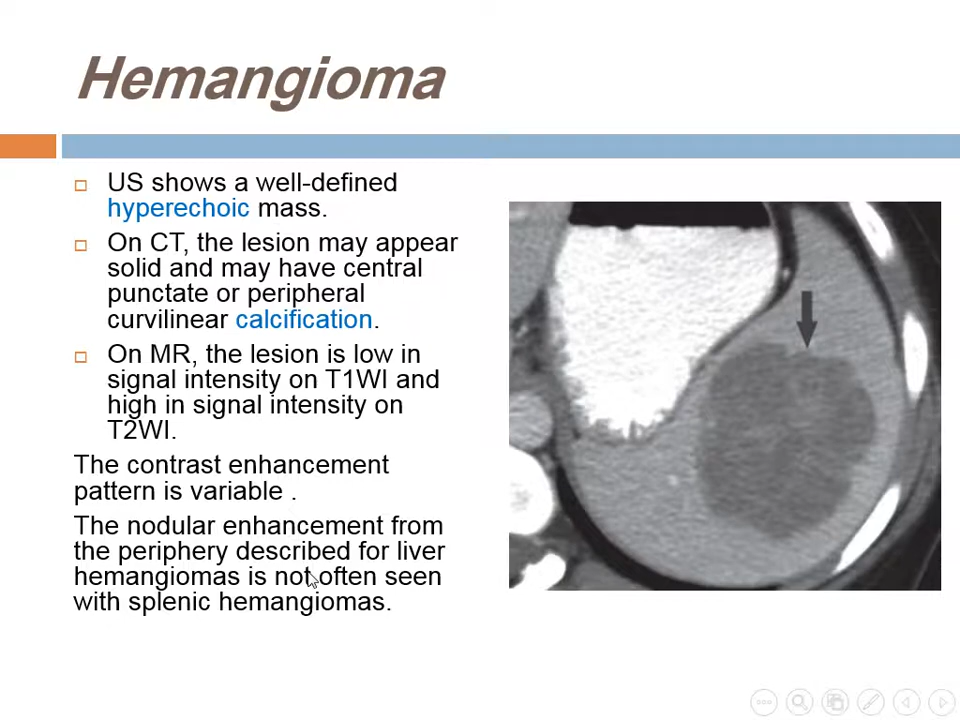 Hemangioma
US shows a well-defined
hyperechoic mass.
On CT, the lesion may appear
solid and may have central
punctate or peripheral
curvilinear calcification.
On MR, the lesion is low in
signal intensity on T1WI and
high in signal intensity on
T2WI.
The contrast enhancement
pattern is variable .
The nodular enhancement from
the periphery described for liver
hemangiomas is not often seen
with splenic hemangiomas.